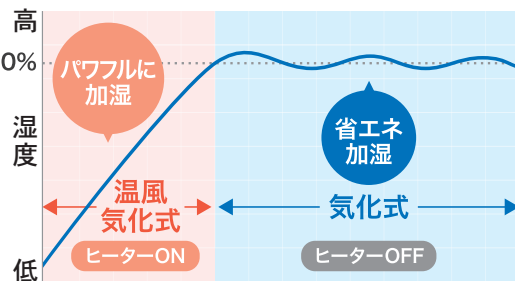 高
0%
湿
度
低
パワフルに
加湿
温風
気化式
ヒーターON
省エネ
加湿
気化式
ヒーターOFF